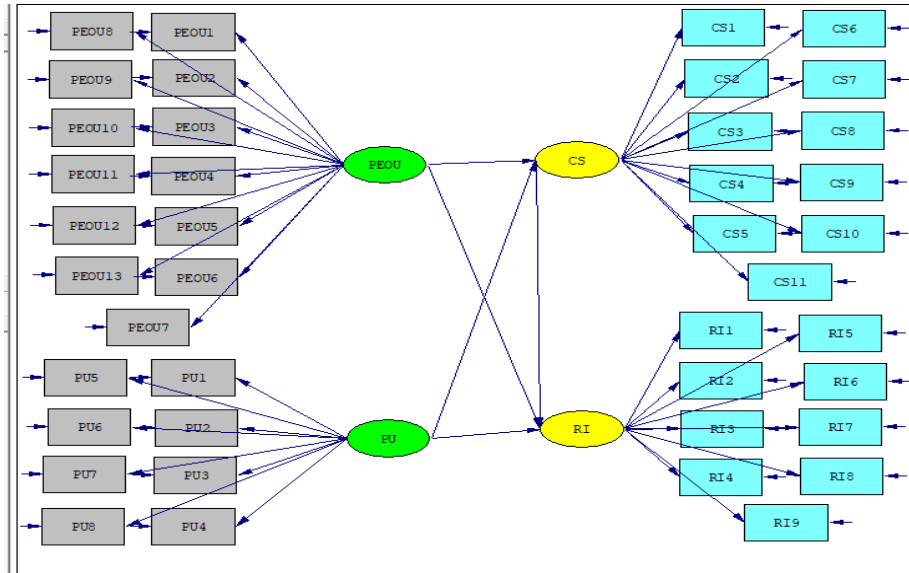 PEOU8
PEOU1
CS1
CS6
PEOU9
PEOU2
CS2
CS7
PEOU10
PEOU3
CS3
CS8
PEOU
CS
PEOU11
PEOU4
CS4
CS9
PEOU12
PEOU5
CS5
CS10
PEOU13
PEOU6
CS11
PEOU7
RI1
RI5
PU5
PU1
RI2
RI6
PU6
PU2
RI3
RI7
PU
RI
PU7
PU3
RI4
RI8
PU8
PU4
RI9